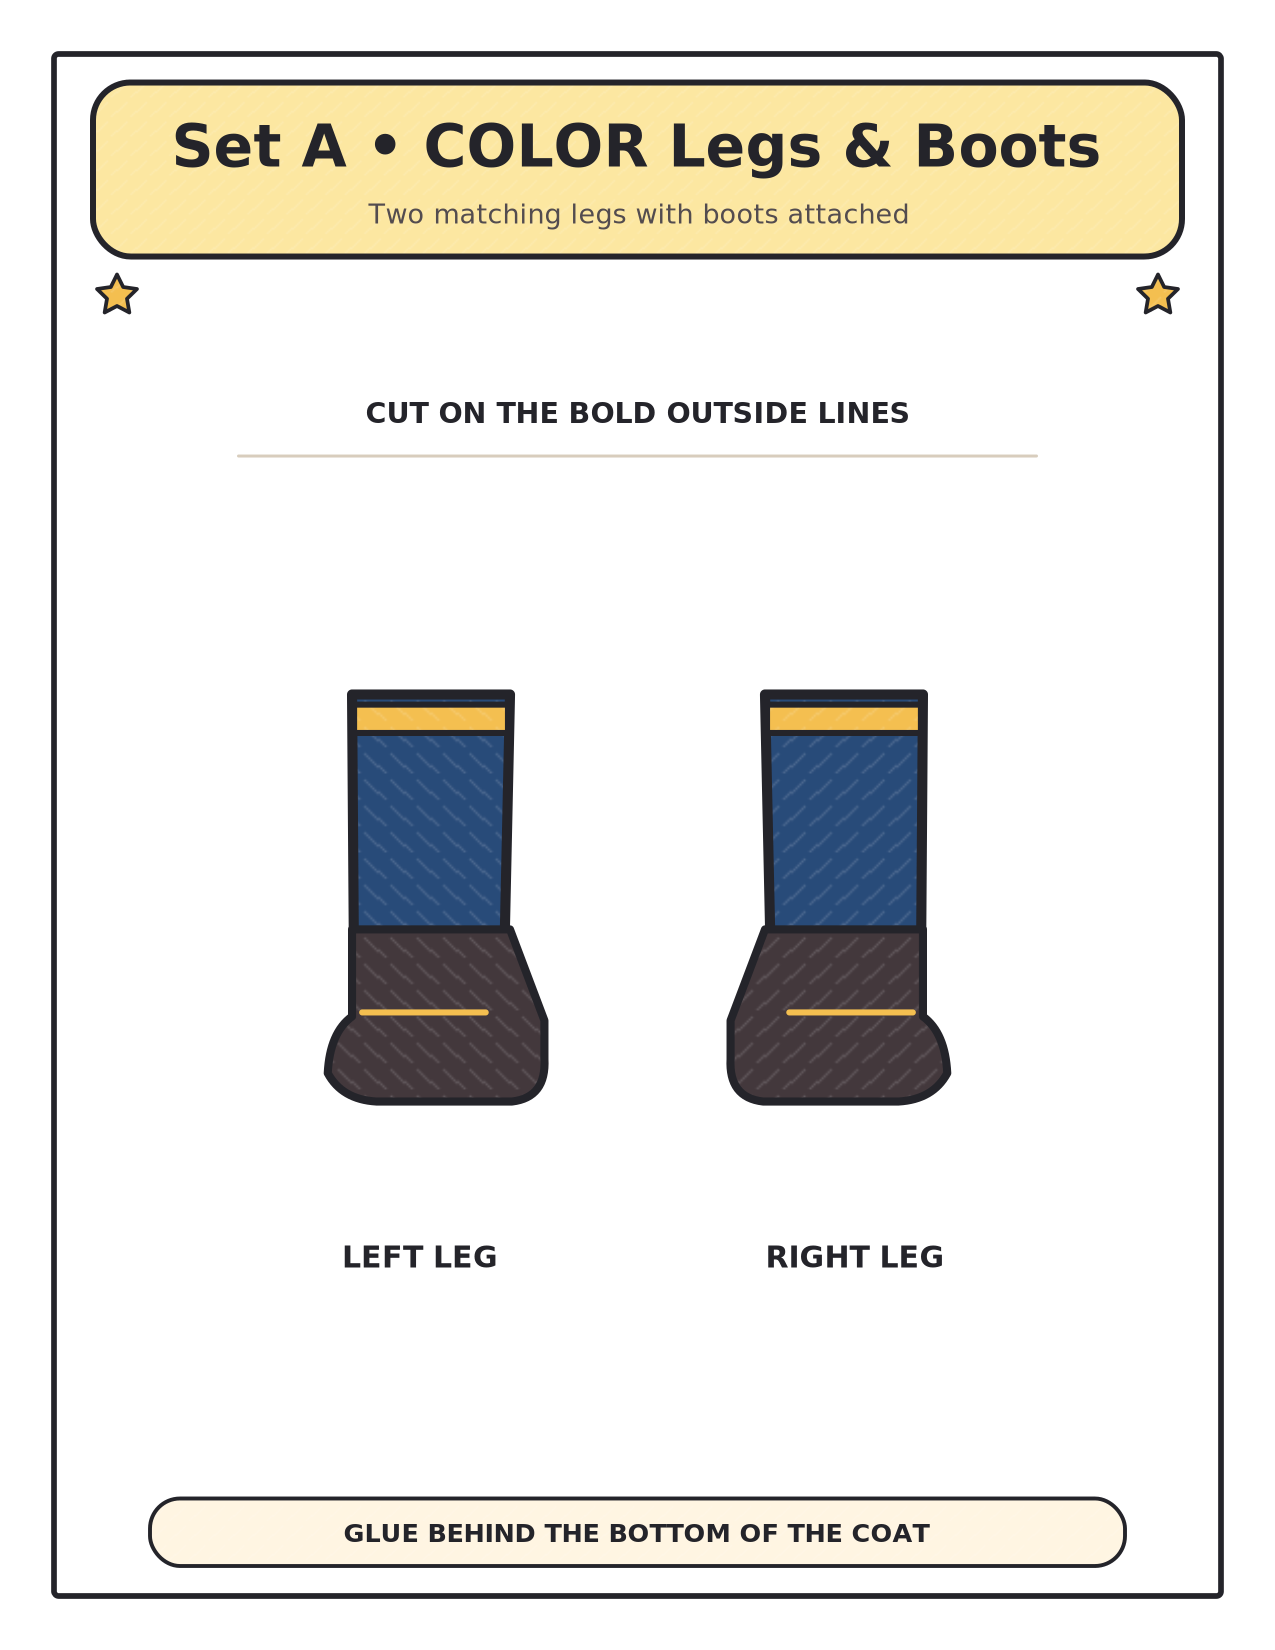 Set A • COLOR Legs & Boots
Two matching legs with boots attached
CUT ON THE BOLD OUTSIDE LINES
LEFT LEG
RIGHT LEG
GLUE BEHIND THE BOTTOM OF THE COAT